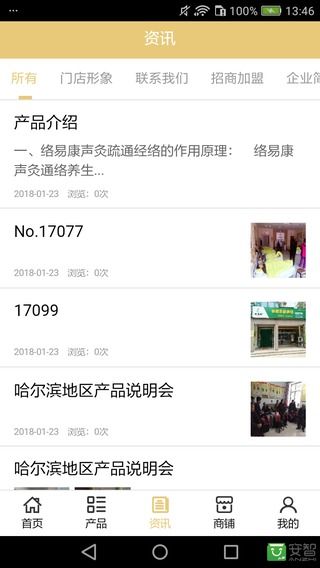 100% 13:46
资讯
所有 门店形象 联系我们 招商加盟 企业简
产品介绍
一、络易康声灸疏通经络的作用原理： 络易康
声灸通络养生...
2018-01-23 浏览：0次
No.17077
2018-01-23 浏览：0次
17099
2018-01-23 浏览：0次
哈尔滨地区产品说明会
2018-01-23 浏览：0次
哈尔滨地区产品说明会
首页 产品 资讯 商铺 我的
安智